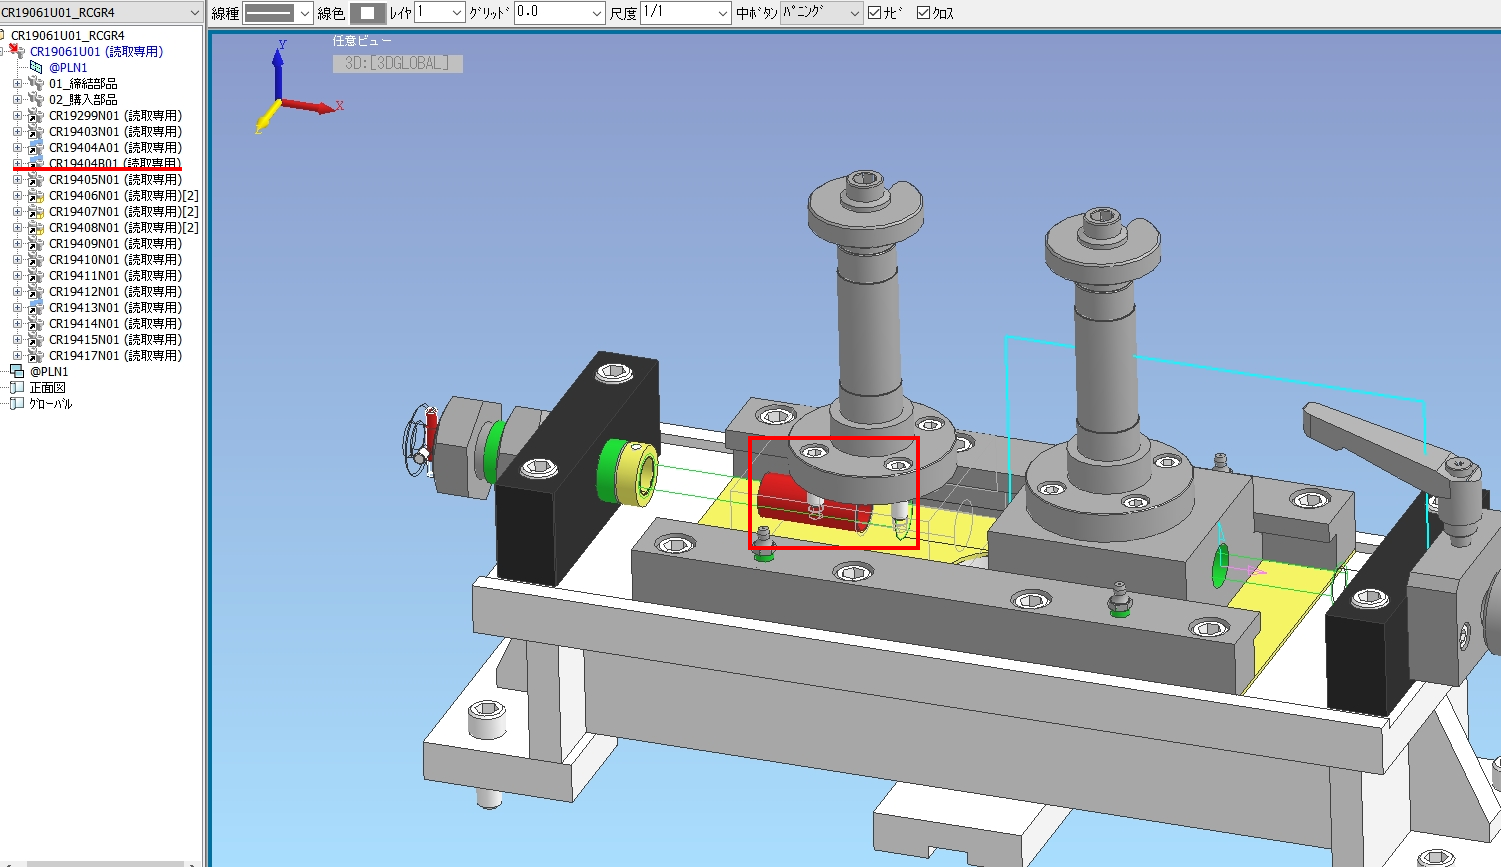 CR19061U01_RCGR4
線種
線色
ﾚｲﾔ 1
ｸﾞﾘｯﾄﾞ 0.0
尺度 1/1
中ﾎﾞﾀﾝ ﾊﾟﾆﾝｸﾞ
ﾅﾋﾞ
ｸﾛｽ
CR19061U01_RCGR4
CR19061U01 (読取専用)
@PLN1
01_締結部品
02_購入部品
CR19299N01 (読取専用)
CR19403N01 (読取専用)
CR19404A01 (読取専用)
CR19404B01 (読取専用)
CR19405N01 (読取専用)
CR19406N01 (読取専用)[2]
CR19407N01 (読取専用)[2]
CR19408N01 (読取専用)[2]
CR19409N01 (読取専用)
CR19410N01 (読取専用)
CR19411N01 (読取専用)
CR19412N01 (読取専用)
CR19413N01 (読取専用)
CR19414N01 (読取専用)
CR19415N01 (読取専用)
CR19417N01 (読取専用)
@PLN1
正面図
ｸﾞﾛｰﾊﾞﾙ
任意ビュー
3D:[3DGLOBAL]
Y
X
Z